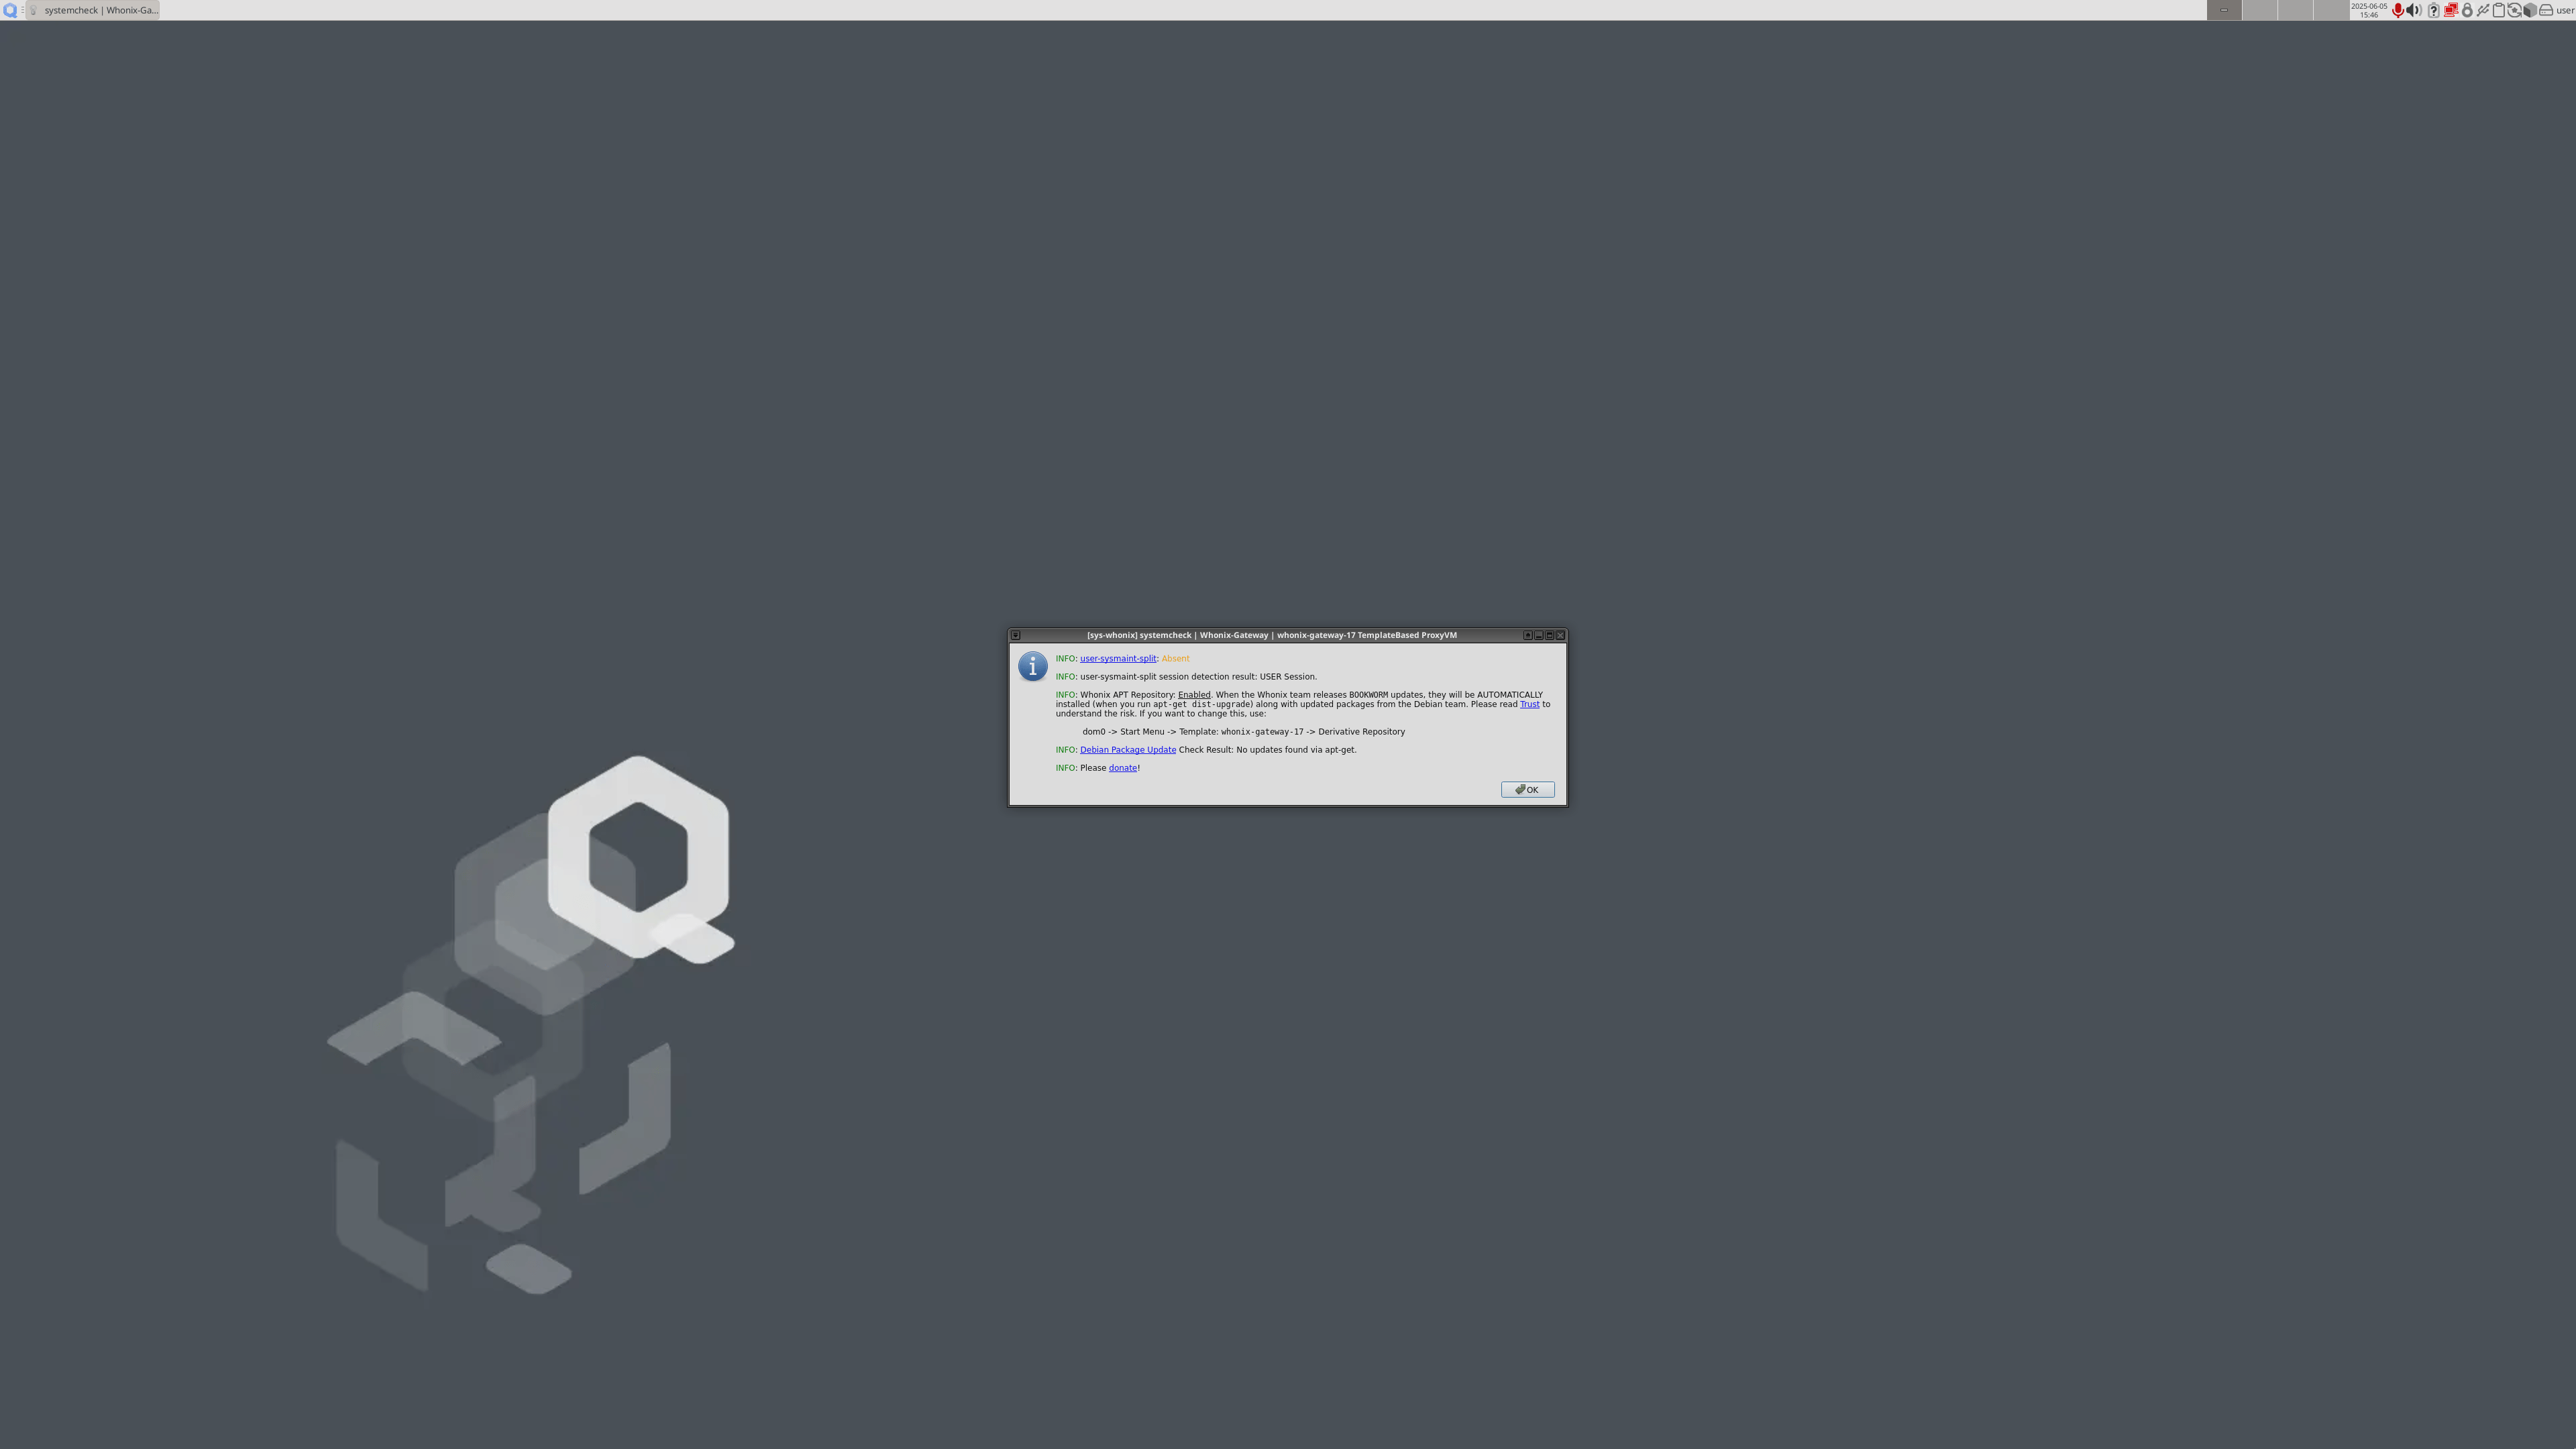 systemcheck | Whonix-Ga...
2025-06-05
15:46
user
[sys-whonix] systemcheck | Whonix-Gateway | whonix-gateway-17 TemplateBased ProxyVM
INFO: user-sysmaint-split: Absent
INFO: user-sysmaint-split session detection result: USER Session.
INFO: Whonix APT Repository: Enabled. When the Whonix team releases BOOKWORM updates, they will be AUTOMATICALLY
installed (when you run apt-get dist-upgrade) along with updated packages from the Debian team. Please read Trust to
understand the risk. If you want to change this, use:
dom0 -> Start Menu -> Template: whonix-gateway-17 -> Derivative Repository
INFO: Debian Package Update Check Result: No updates found via apt-get.
INFO: Please donate!
OK